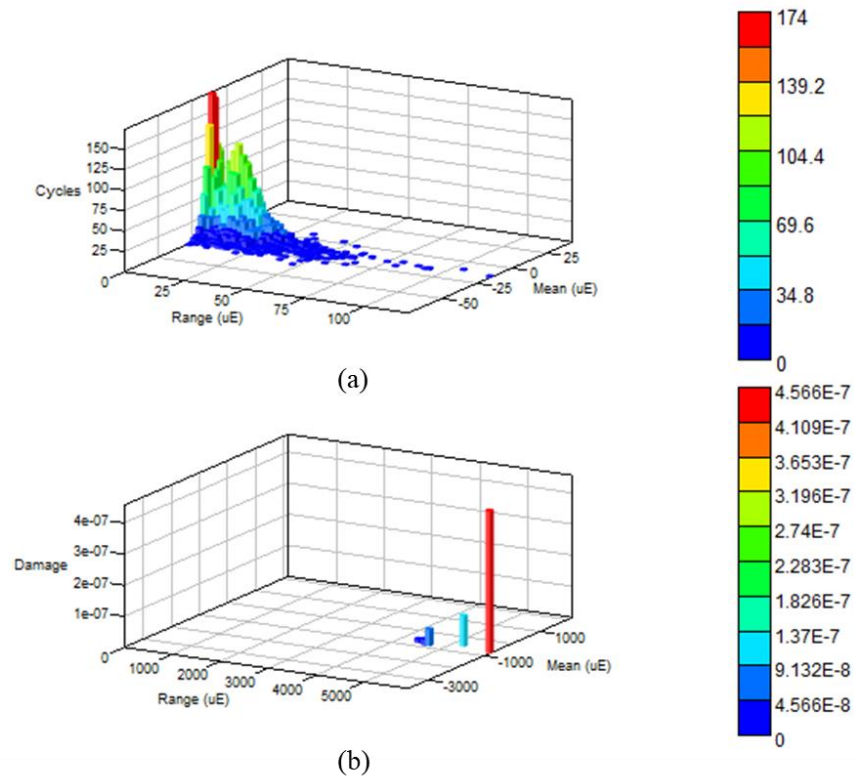 174
139.2
104.4
69.6
34.8
0
150
125
100
75
50
25
0
Cycles
25
50
75
100
Range (uE)
-50
-25
0
25
Mean (uE)
(a)
4.566E-7
4.109E-7
3.653E-7
3.196E-7
2.74E-7
2.283E-7
1.826E-7
1.37E-7
9.132E-8
4.566E-8
0
4e-07
3e-07
2e-07
1e-07
0
Damage
1000
2000
3000
4000
5000
Range (uE)
-3000
-1000
1000
Mean (uE)
(b)